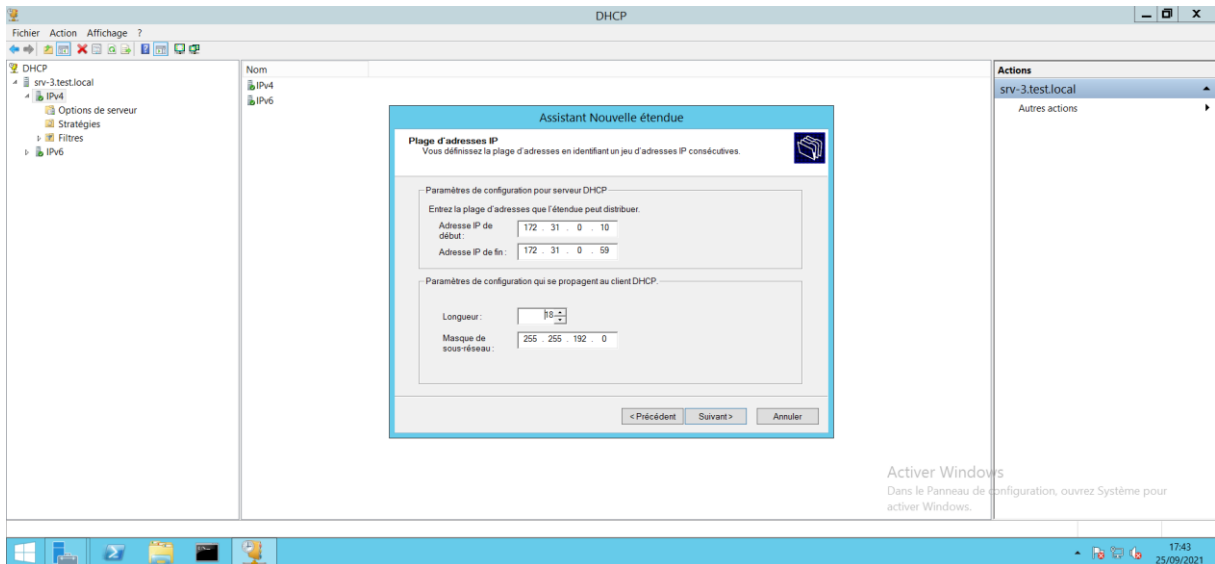 DHCP
Fichier Action Affichage ?
DHCP
srv-3.test.local
IPv4
Options de serveur
Stratégies
Filtres
IPv6
Nom
IPv4
IPv6
Assistant Nouvelle étendue
Plage d'adresses IP
Vous définissez la plage d'adresses en identifiant un jeu d'adresses IP consécutives.
Paramètres de configuration pour serveur DHCP
Entrez la plage d'adresses que l'étendue peut distribuer.
Adresse IP de
début :
172 . 31 . 0 . 10
Adresse IP de fin :
172 . 31 . 0 . 59
Paramètres de configuration qui se propagent au client DHCP.
Longueur :
18
Masque de
sous-réseau :
255 . 255 . 192 . 0
< Précédent
Suivant >
Annuler
Actions
srv-3.test.local
Autres actions
Activer Windows
Dans le Panneau de configuration, ouvrez Système pour
activer Windows.
17:43
25/09/2021